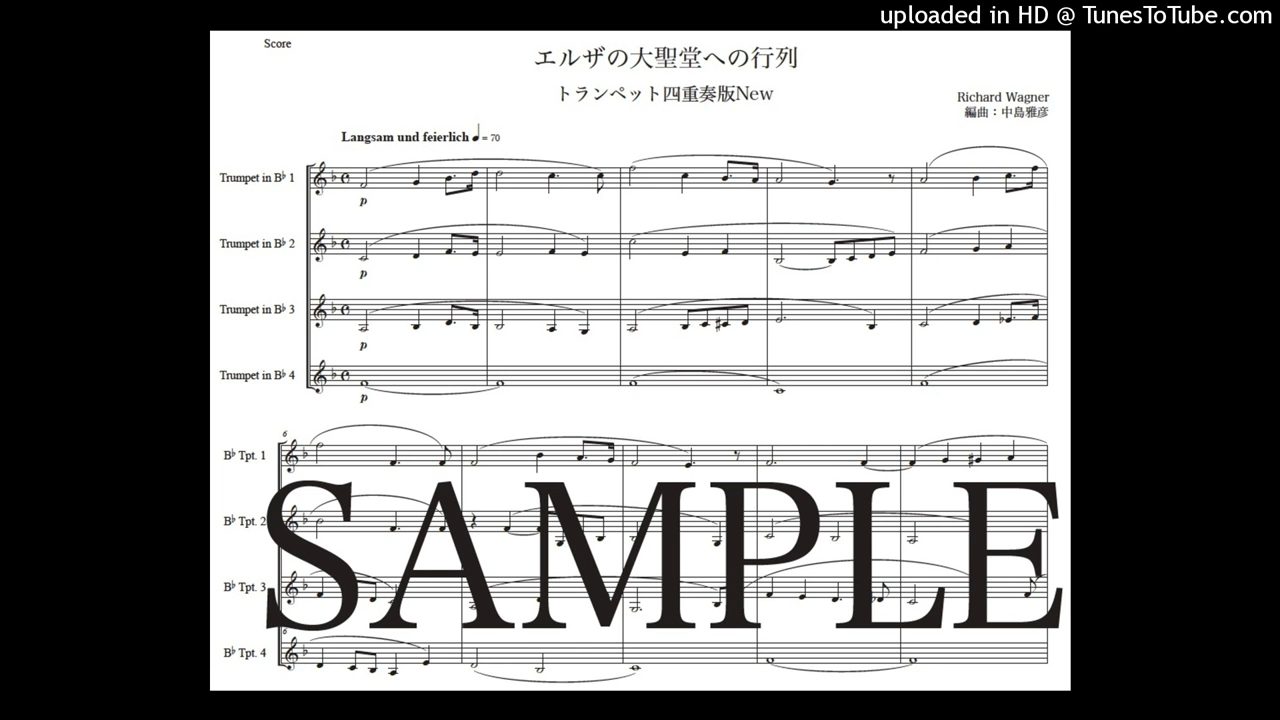 uploaded in HD @ TunesToTube.com
Score
エルザの大聖堂への行列
トランペット四重奏版New
Richard Wagner
編曲：中島雅彦
Langsam und feierlich ♩= 70
Trumpet in B♭ 1
p
Trumpet in B♭ 2
p
Trumpet in B♭ 3
p
Trumpet in B♭ 4
p
6
B♭ Tpt. 1
B♭ Tpt. 2
B♭ Tpt. 3
6
B♭ Tpt. 4
SAMPLE